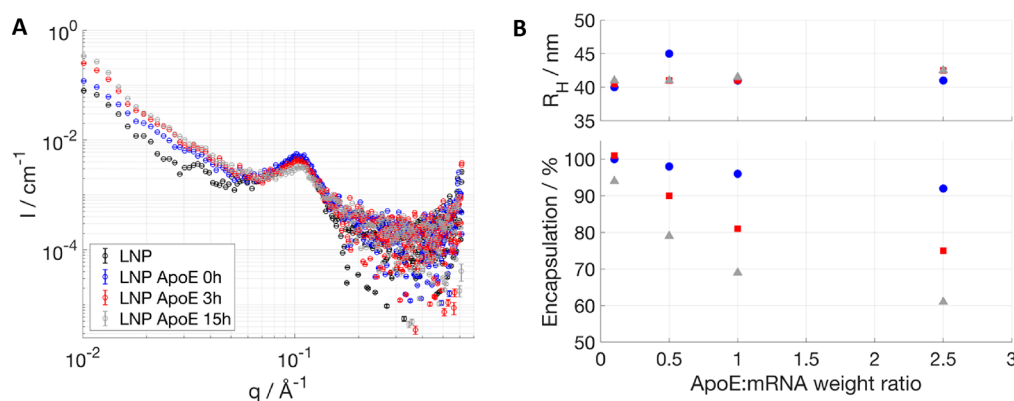 A
10^0
10^-2
10^-4
I / cm^-1
LNP
LNP ApoE 0h
LNP ApoE 3h
LNP ApoE 15h
10^-2
10^-1
q / Å^-1
B
50
45
40
35
R_H / nm
100
90
80
70
60
50
Encapsulation / %
0
0.5
1
1.5
2
2.5
3
ApoE:mRNA weight ratio